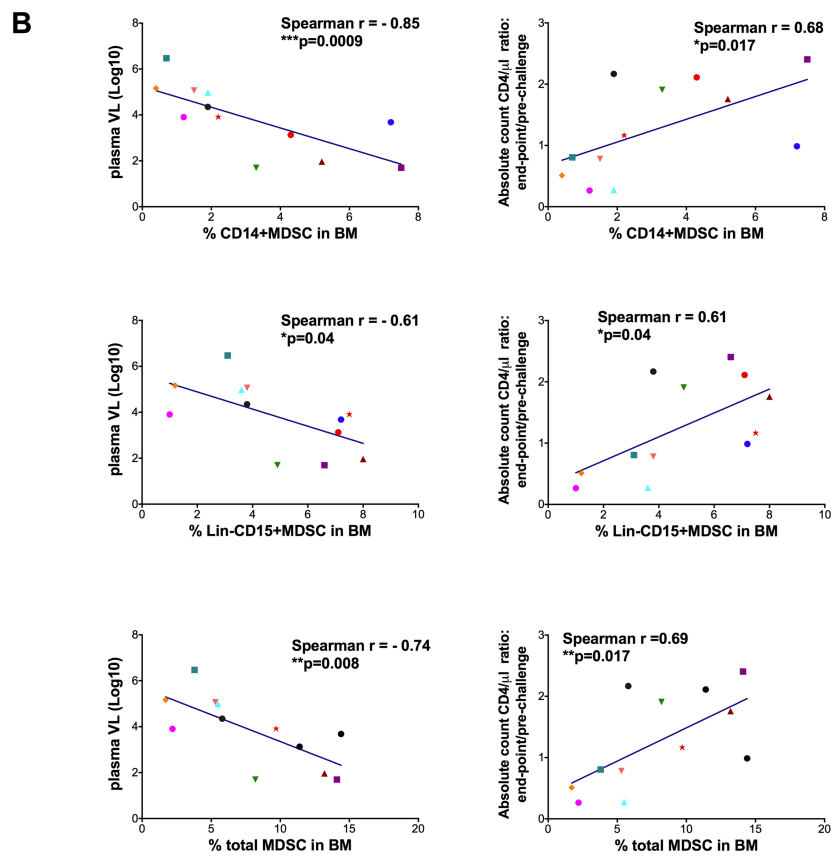 B
Spearman r = - 0.85
***p=0.0009
plasma VL (Log10)
8
6
4
2
0
0 2 4 6 8
% CD14+MDSC in BM
Spearman r = 0.68
*p=0.017
Absolute count CD4/µl ratio:
end-point/pre-challenge
3
2
1
0
0 2 4 6 8
% CD14+MDSC in BM
Spearman r = - 0.61
*p=0.04
plasma VL (Log10)
8
6
4
2
0
0 2 4 6 8 10
% Lin-CD15+MDSC in BM
Spearman r = 0.61
*p=0.04
Absolute count CD4/µl ratio:
end-point/pre-challenge
3
2
1
0
0 2 4 6 8 10
% Lin-CD15+MDSC in BM
Spearman r = - 0.74
**p=0.008
plasma VL (Log10)
8
6
4
2
0
0 5 10 15 20
% total MDSC in BM
Spearman r =0.69
**p=0.017
Absolute count CD4/µl ratio:
end-point/pre-challenge
3
2
1
0
0 5 10 15 20
% total MDSC in BM